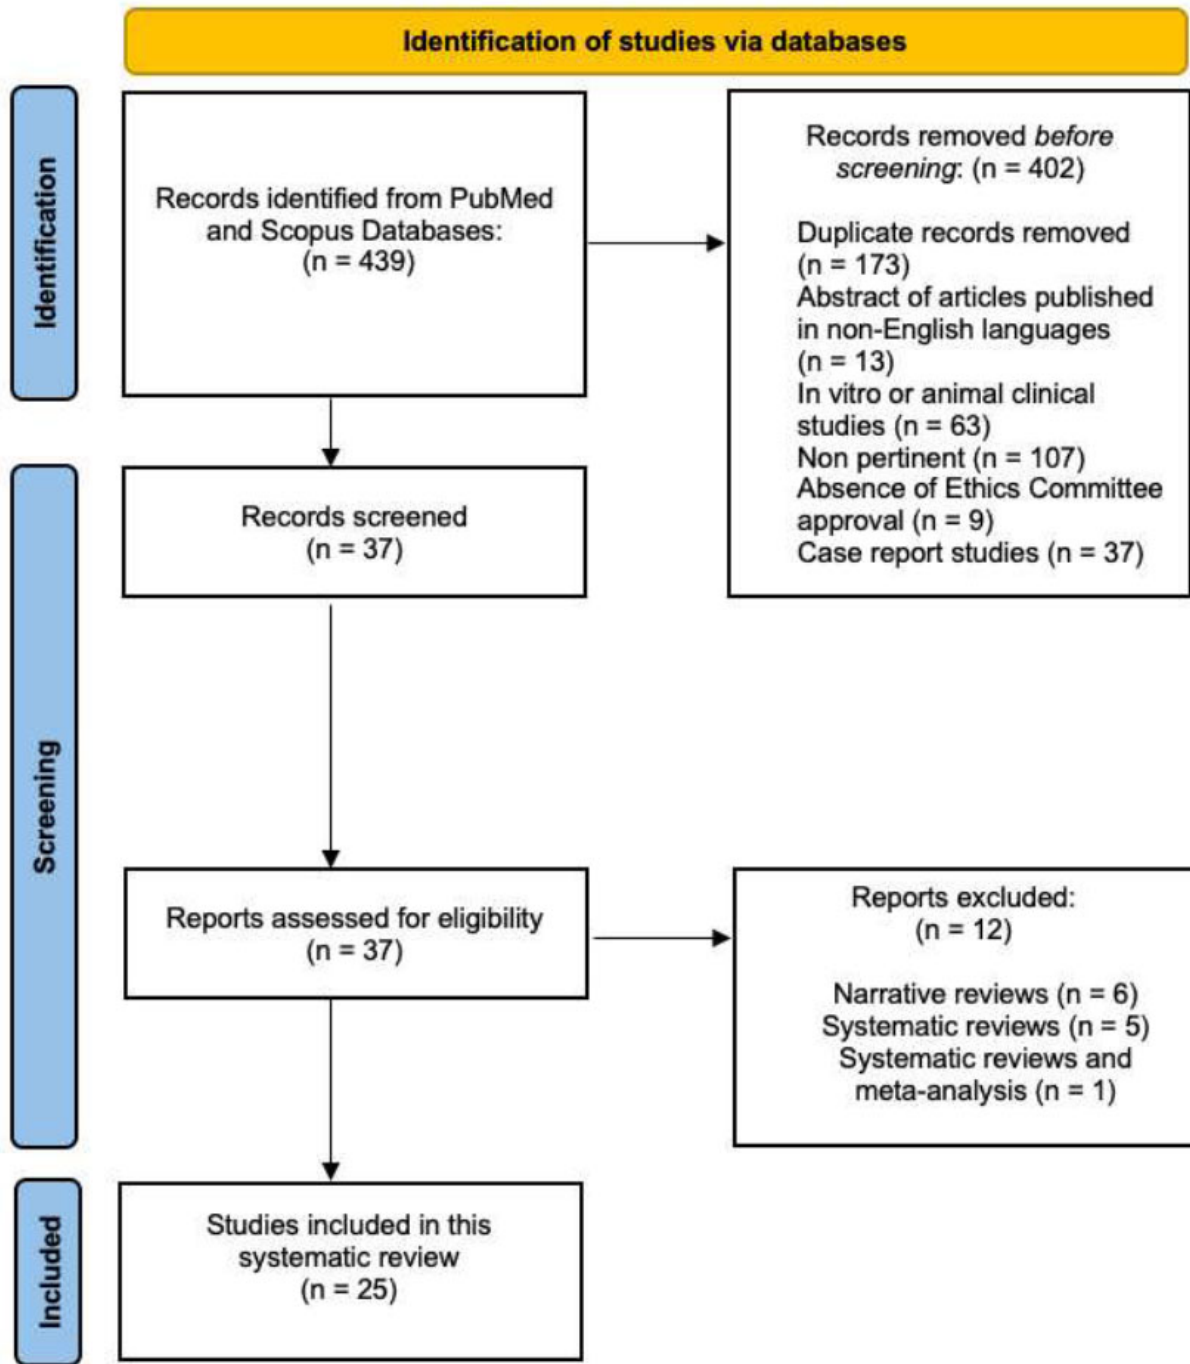 Identification of studies via databases
Identification
Records identified from PubMed
and Scopus Databases:
(n = 439)
Records removed before
screening: (n = 402)
Duplicate records removed
(n = 173)
Abstract of articles published
in non-English languages
(n = 13)
In vitro or animal clinical
studies (n = 63)
Non pertinent (n = 107)
Absence of Ethics Committee
approval (n = 9)
Case report studies (n = 37)
Screening
Records screened
(n = 37)
Reports assessed for eligibility
(n = 37)
Reports excluded:
(n = 12)
Narrative reviews (n = 6)
Systematic reviews (n = 5)
Systematic reviews and
meta-analysis (n = 1)
Included
Studies included in this
systematic review
(n = 25)